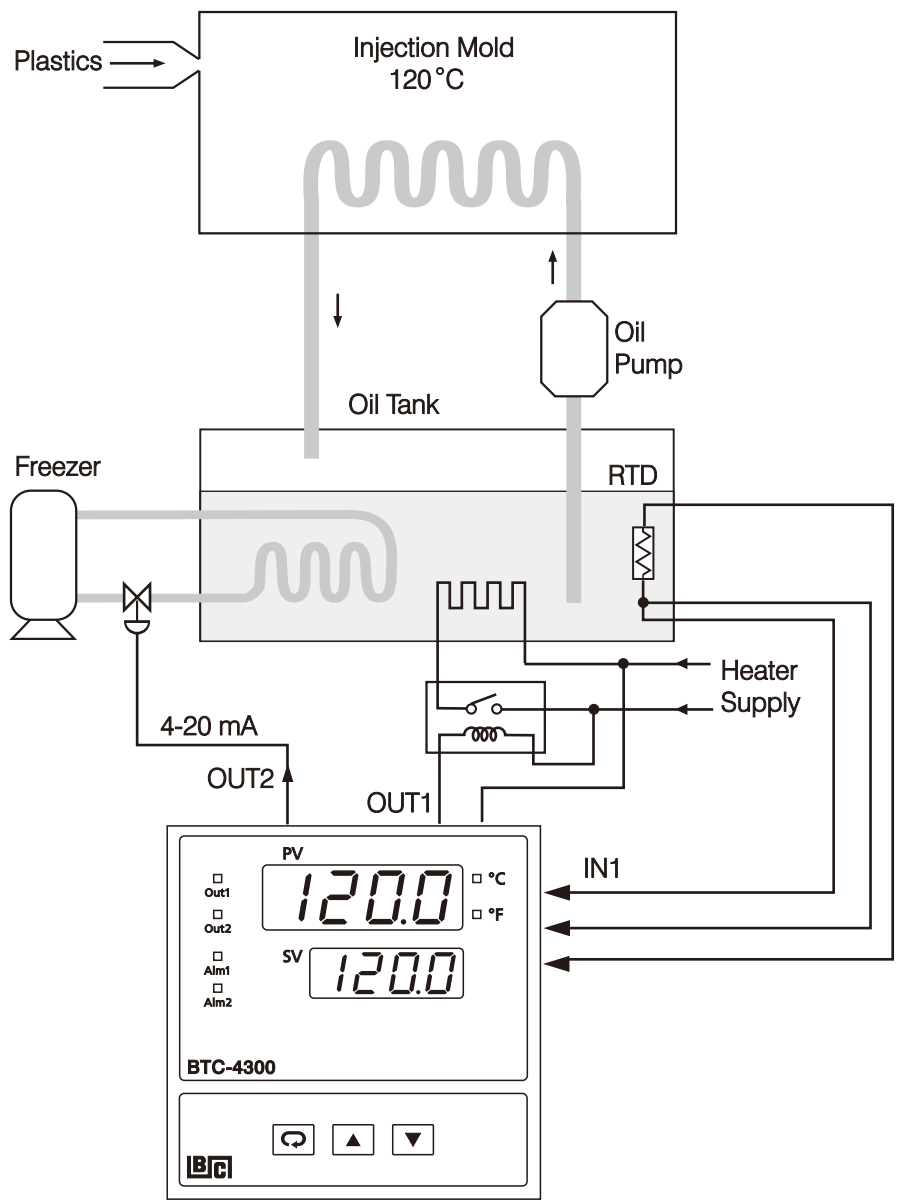 Injection Mold
120°C
Plastics
Oil
Pump
Oil Tank
Freezer
RTD
Heater
Supply
4-20 mA
OUT2
OUT1
IN1
PV
120.0
°C
°F
Out1
Out2
SV
120.0
Alm1
Alm2
BTC-4300
BC